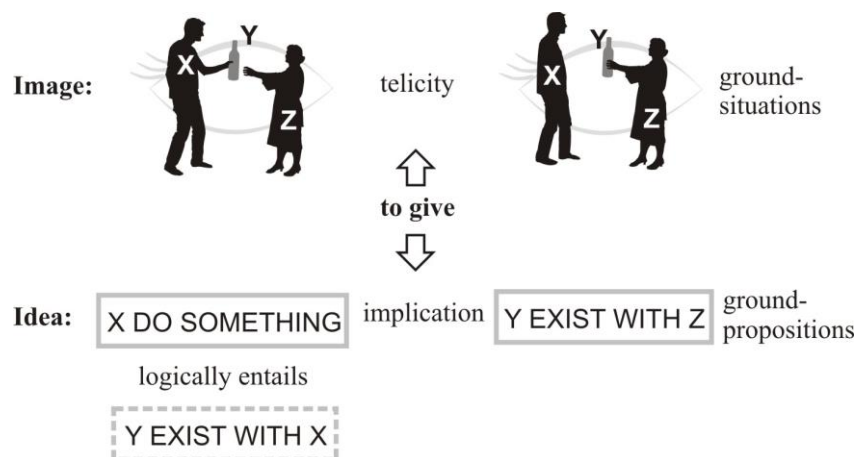 Y
X
Z
Y
X
Z
Image:
telicity
ground-
situations
to give
Idea:
X DO SOMETHING
implication
Y EXIST WITH Z
ground-
propositions
logically entails
Y EXIST WITH X